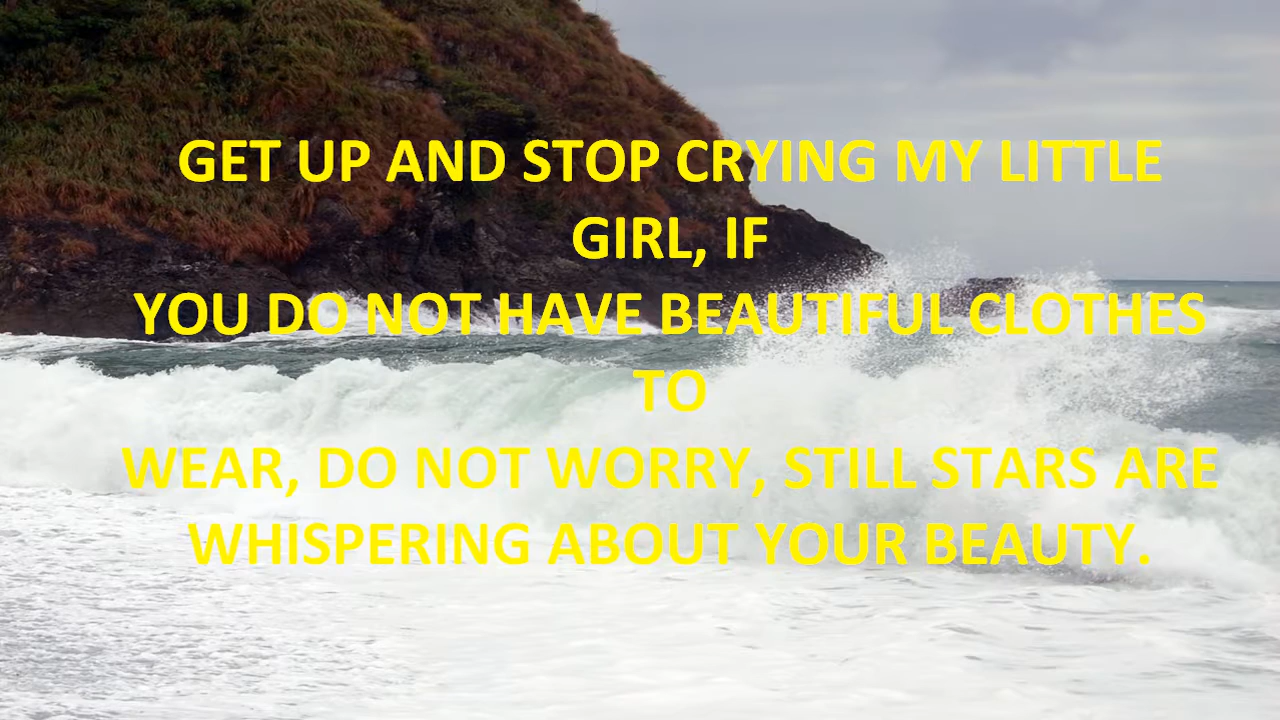 GET UP AND STOP CRYING MY LITTLE
GIRL, IF
YOU DO NOT HAVE BEAUTIFUL CLOTHES
TO
WEAR, DO NOT WORRY, STILL STARS ARE
WHISPERING ABOUT YOUR BEAUTY.